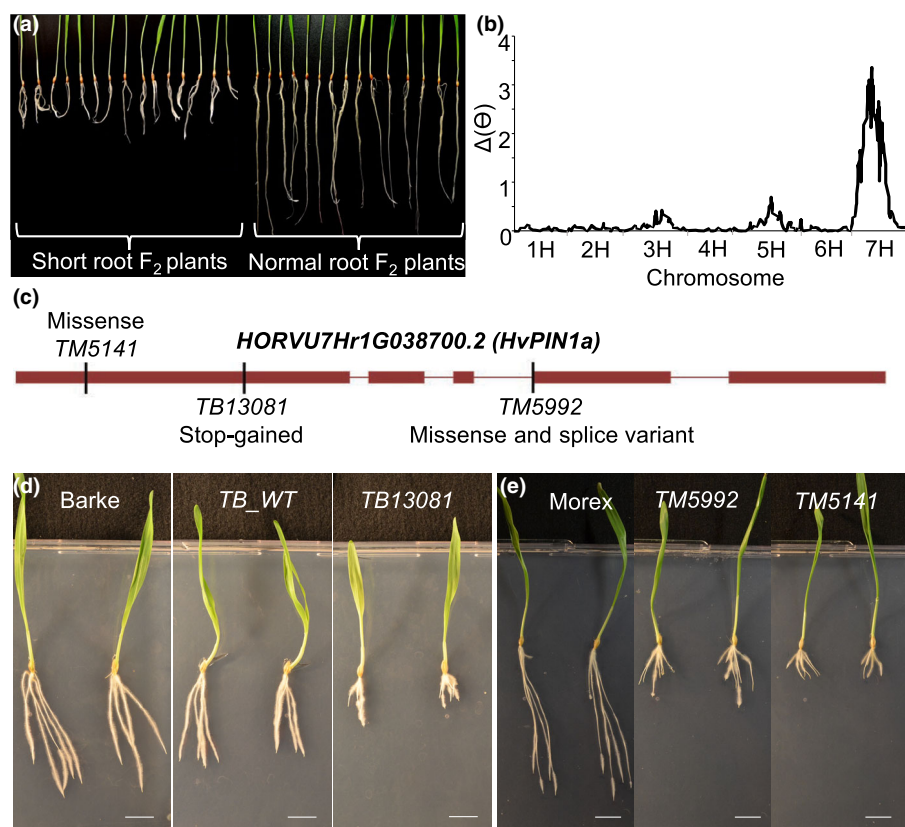 (a)
Short root F2 plants
Normal root F2 plants
(b)
4
3
2
1
0
Δ(Θ)
1H 2H 3H 4H 5H 6H 7H
Chromosome
(c)
Missense
TM5141
HORVU7Hr1G038700.2 (HvPIN1a)
TB13081
Stop-gained
TM5992
Missense and splice variant
(d)
Barke
TB_WT
TB13081
(e)
Morex
TM5992
TM5141